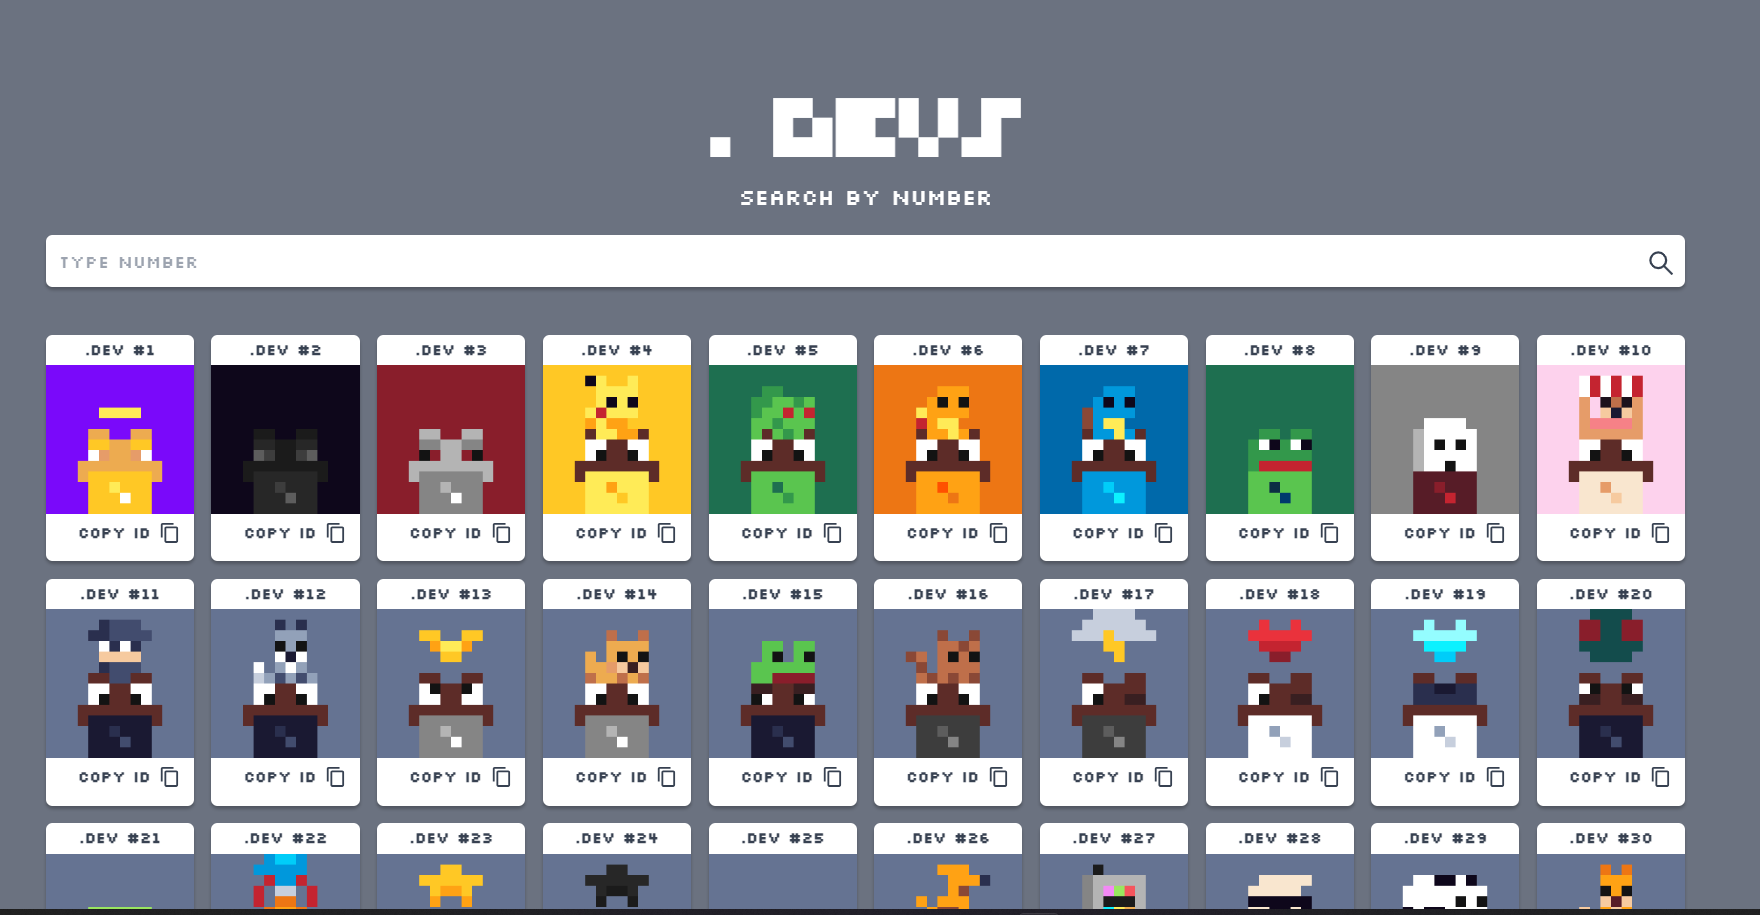 . DEVS
SEARCH BY NUMBER
TYPE NUMBER
.DEV #1 .DEV #2 .DEV #3 .DEV #4 .DEV #5 .DEV #6 .DEV #7 .DEV #8 .DEV #9 .DEV #10
COPY ID COPY ID COPY ID COPY ID COPY ID COPY ID COPY ID COPY ID COPY ID COPY ID
.DEV #11 .DEV #12 .DEV #13 .DEV #14 .DEV #15 .DEV #16 .DEV #17 .DEV #18 .DEV #19 .DEV #20
COPY ID COPY ID COPY ID COPY ID COPY ID COPY ID COPY ID COPY ID COPY ID COPY ID
.DEV #21 .DEV #22 .DEV #23 .DEV #24 .DEV #25 .DEV #26 .DEV #27 .DEV #28 .DEV #29 .DEV #30